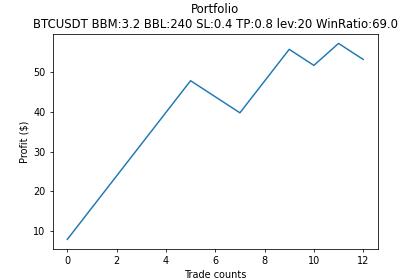 Portfolio
BTCUSDT BBM:3.2 BBL:240 SL:0.4 TP:0.8 lev:20 WinRatio:69.0
Profit ($)
50
40
30
20
10
0 2 4 6 8 10 12
Trade counts